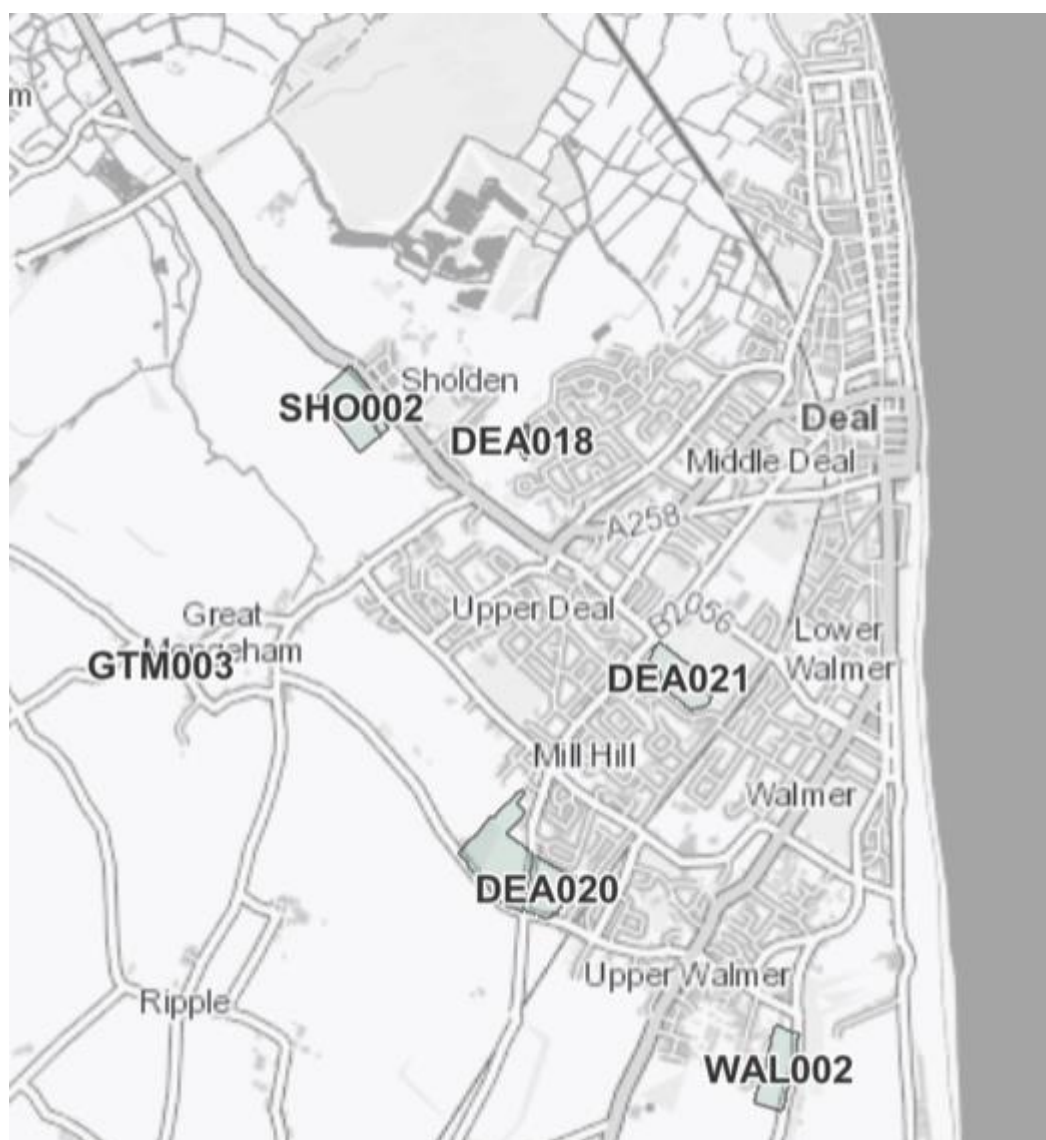 m
Sholden
SHO002
Deal
DEA018
Middle Deal
A258
Great
Mongeham
Upper Deal
B2056
Lower
Walmer
GTM003
DEA021
Mill Hill
Walmer
DEA020
Upper Walmer
Ripple
WAL002